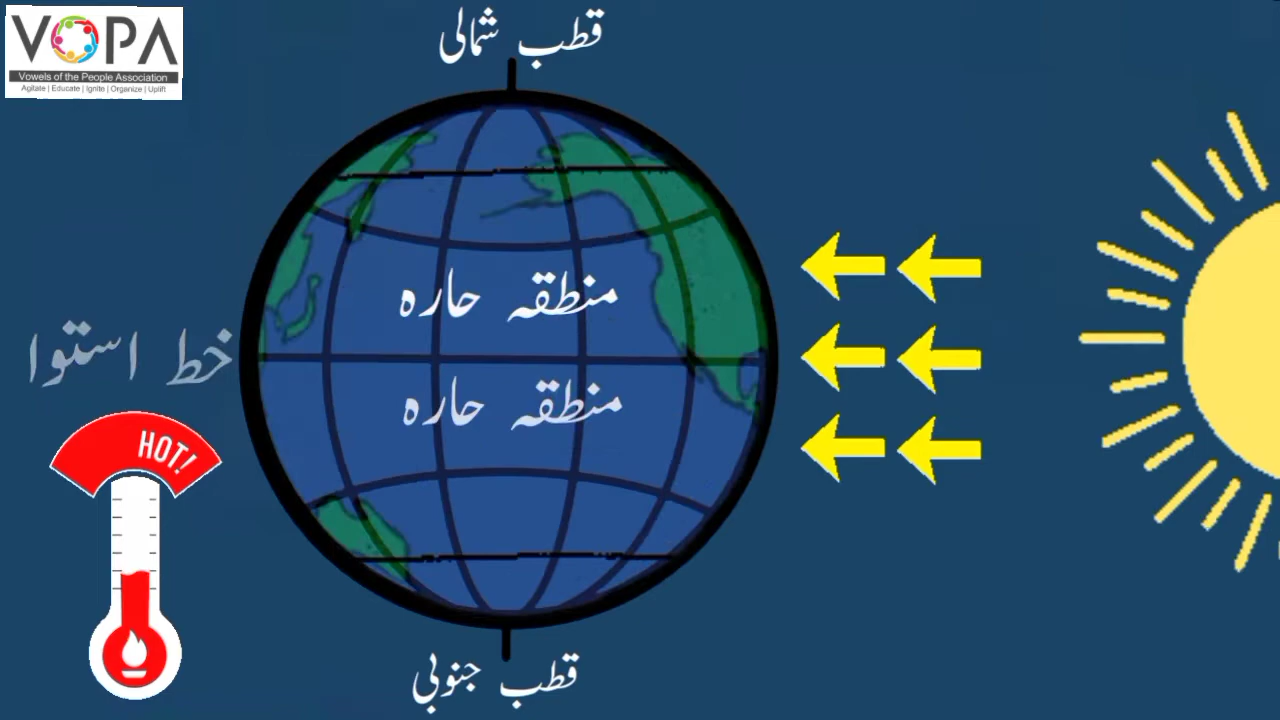 VOPA
Vowels of the People Association
Agitate | Educate | Ignite | Organize | Uplift
قطب شمالی
منطقہ حارہ
خط استوا
منطقہ حارہ
HOT!
قطب جنوبی